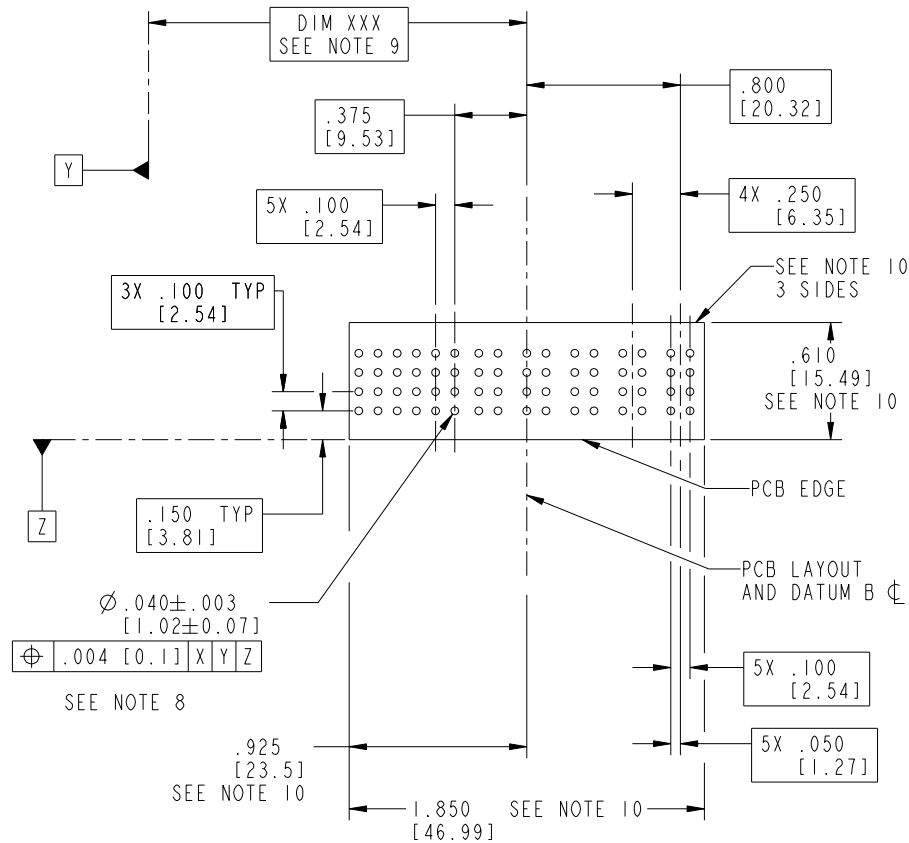 DIM XXX
SEE NOTE 9
.800
[20.32]
.375
[9.53]
Y
5X .100
[2.54]
4X .250
[6.35]
SEE NOTE 10
3 SIDES
3X .100 TYP
[2.54]
.610
[15.49]
SEE NOTE 10
PCB EDGE
Z
.150 TYP
[3.81]
PCB LAYOUT
AND DATUM B ℄
Ø .040±.003
[1.02±0.07]
⌖ .004 [0.1] X Y Z
SEE NOTE 8
5X .100
[2.54]
.925
[23.5]
SEE NOTE 10
5X .050
[1.27]
1.850 SEE NOTE 10
[46.99]